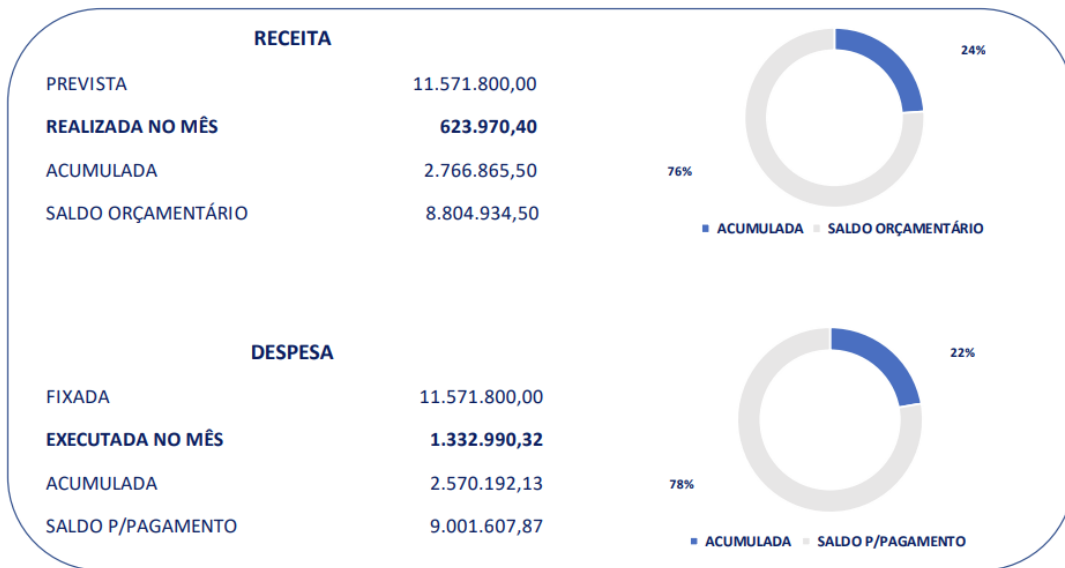 RECEITA
PREVISTA 11.571.800,00
REALIZADA NO MÊS 623.970,40
ACUMULADA 2.766.865,50
SALDO ORÇAMENTÁRIO 8.804.934,50
24%
76%
ACUMULADA SALDO ORÇAMENTÁRIO
DESPESA
FIXADA 11.571.800,00
EXECUTADA NO MÊS 1.332.990,32
ACUMULADA 2.570.192,13
SALDO P/PAGAMENTO 9.001.607,87
22%
78%
ACUMULADA SALDO P/PAGAMENTO